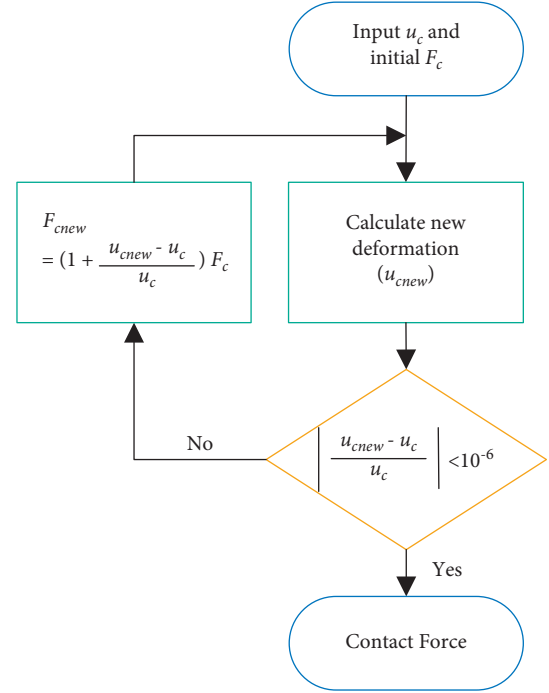 Input u_c and
initial F_c
F_cnew
= (1 + (u_cnew - u_c)/u_c) F_c
Calculate new
deformation
(u_cnew)
No
|(u_cnew - u_c)/u_c| <10^-6
Yes
Contact Force